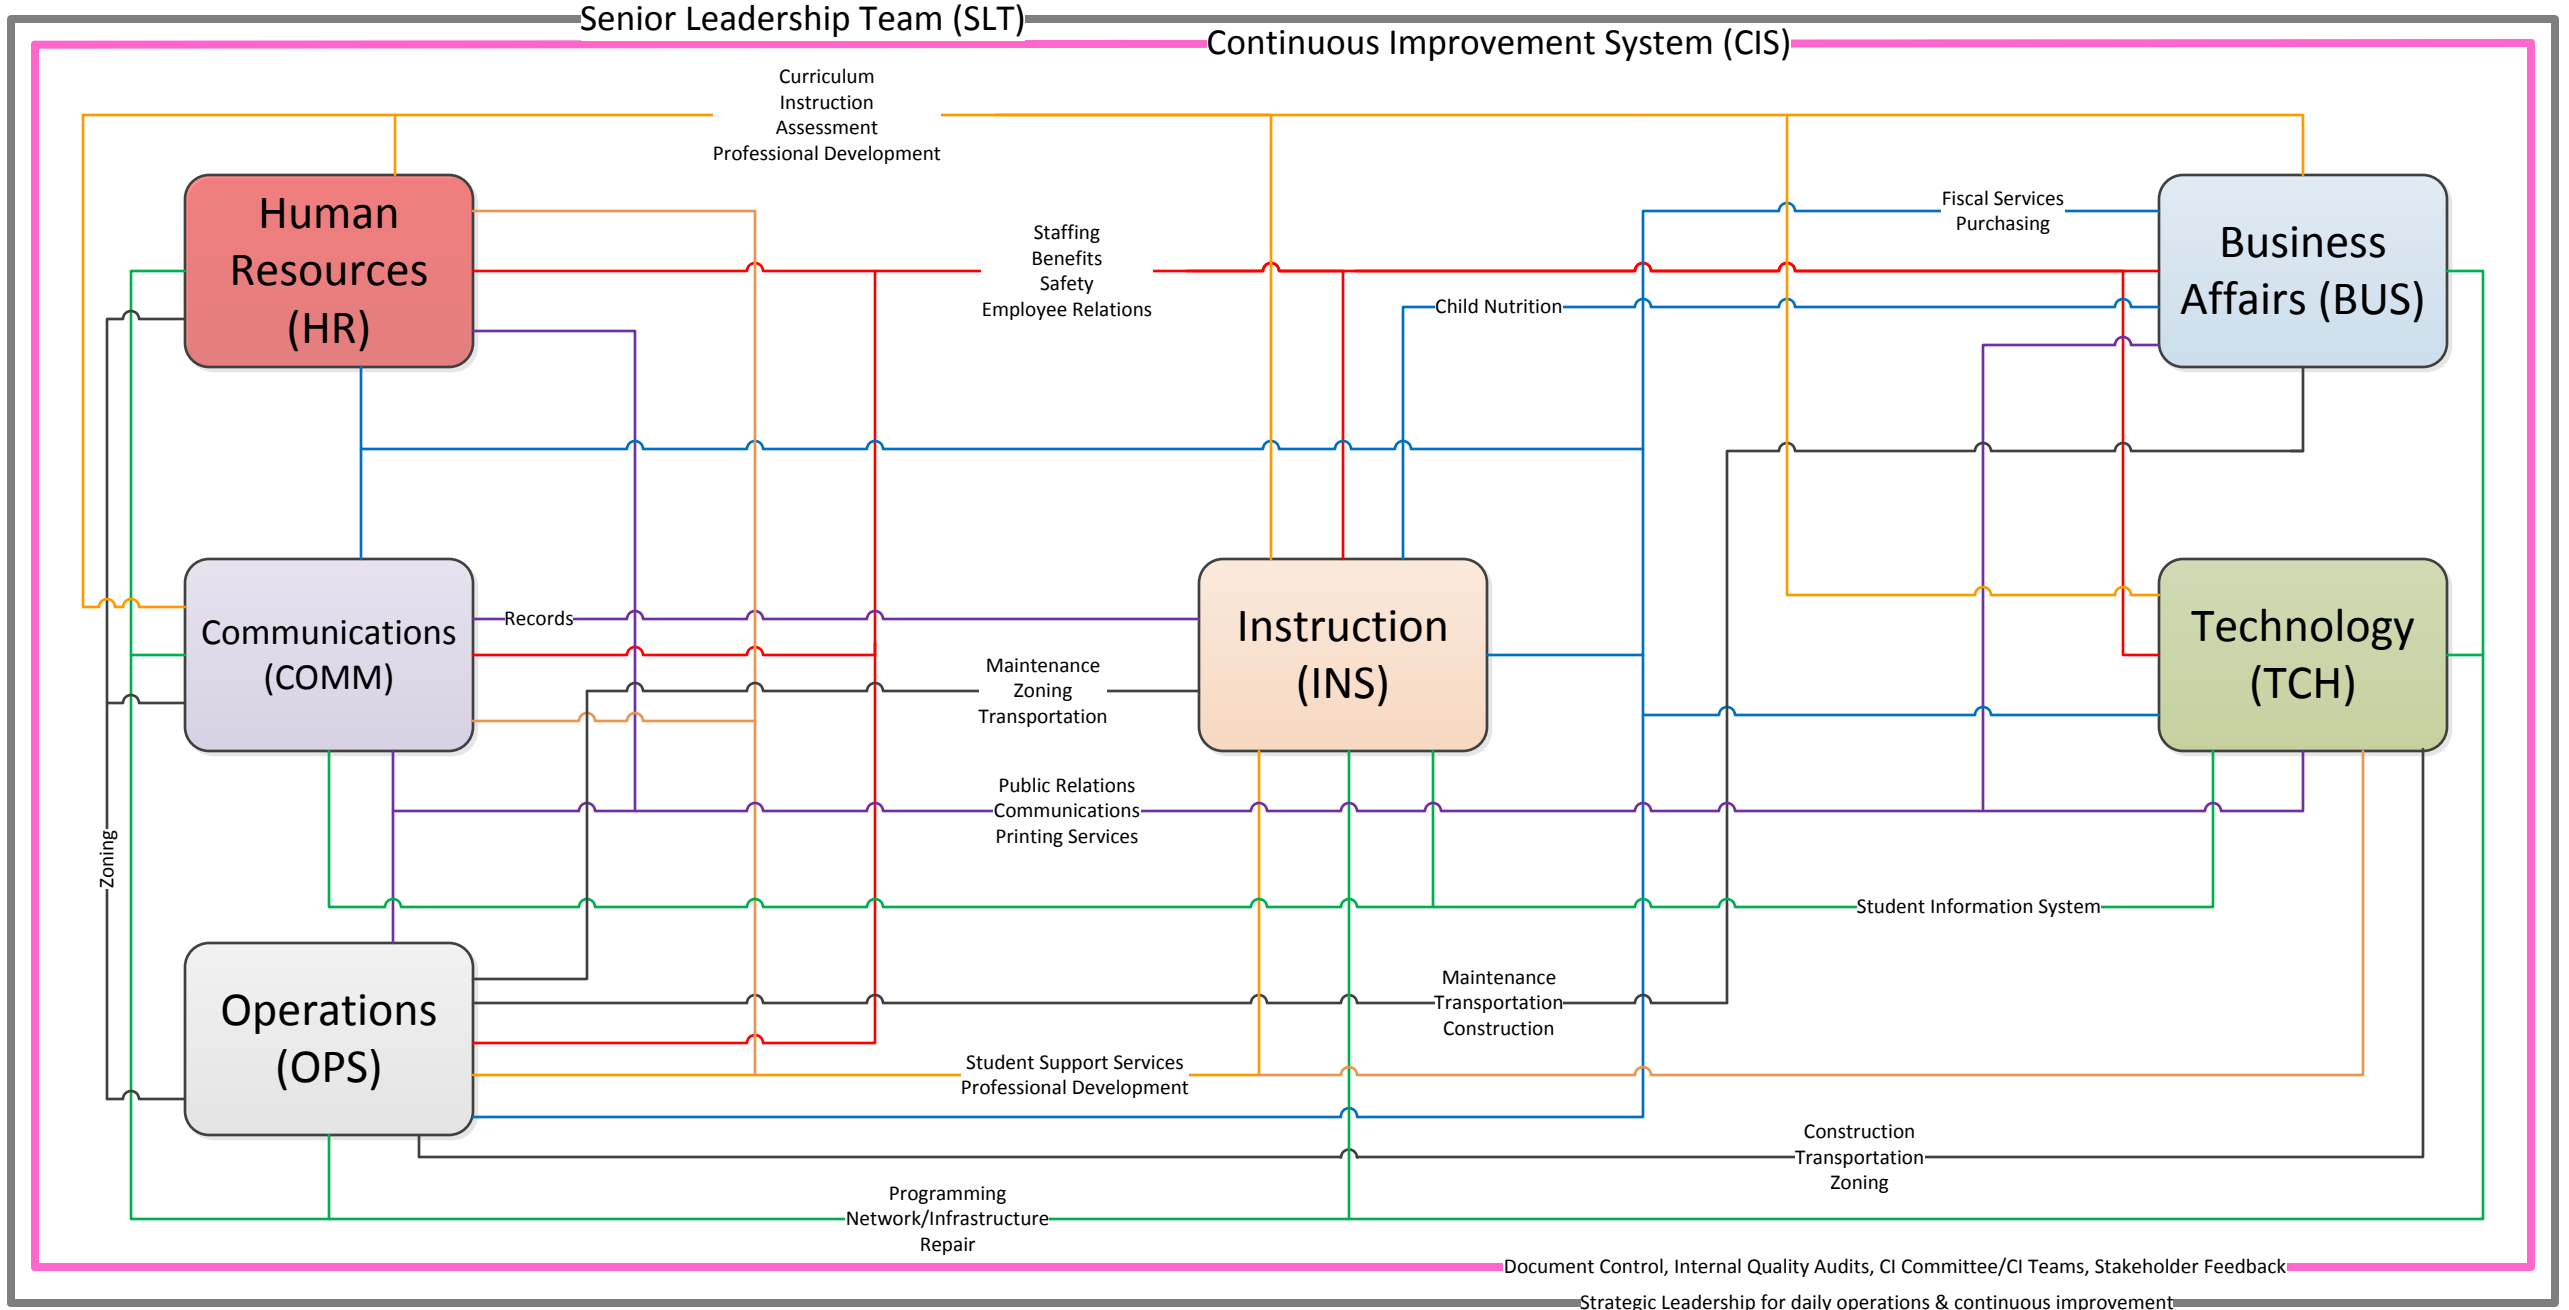 Senior Leadership Team (SLT)
Continuous Improvement System (CIS)
Curriculum
Instruction
Assessment
Professional Development
Human
Resources
(HR)
Staffing
Benefits
Safety
Employee Relations
Fiscal Services
Purchasing
Child Nutrition
Business
Affairs (BUS)
Communications
(COMM)
Records
Maintenance
Zoning
Transportation
Instruction
(INS)
Technology
(TCH)
Public Relations
Communications
Printing Services
Zoning
Student Information System
Operations
(OPS)
Maintenance
Transportation
Construction
Student Support Services
Professional Development
Construction
Transportation
Zoning
Programming
Network/Infrastructure
Repair
Document Control, Internal Quality Audits, CI Committee/CI Teams, Stakeholder Feedback
Strategic Leadership for daily operations & continuous improvement